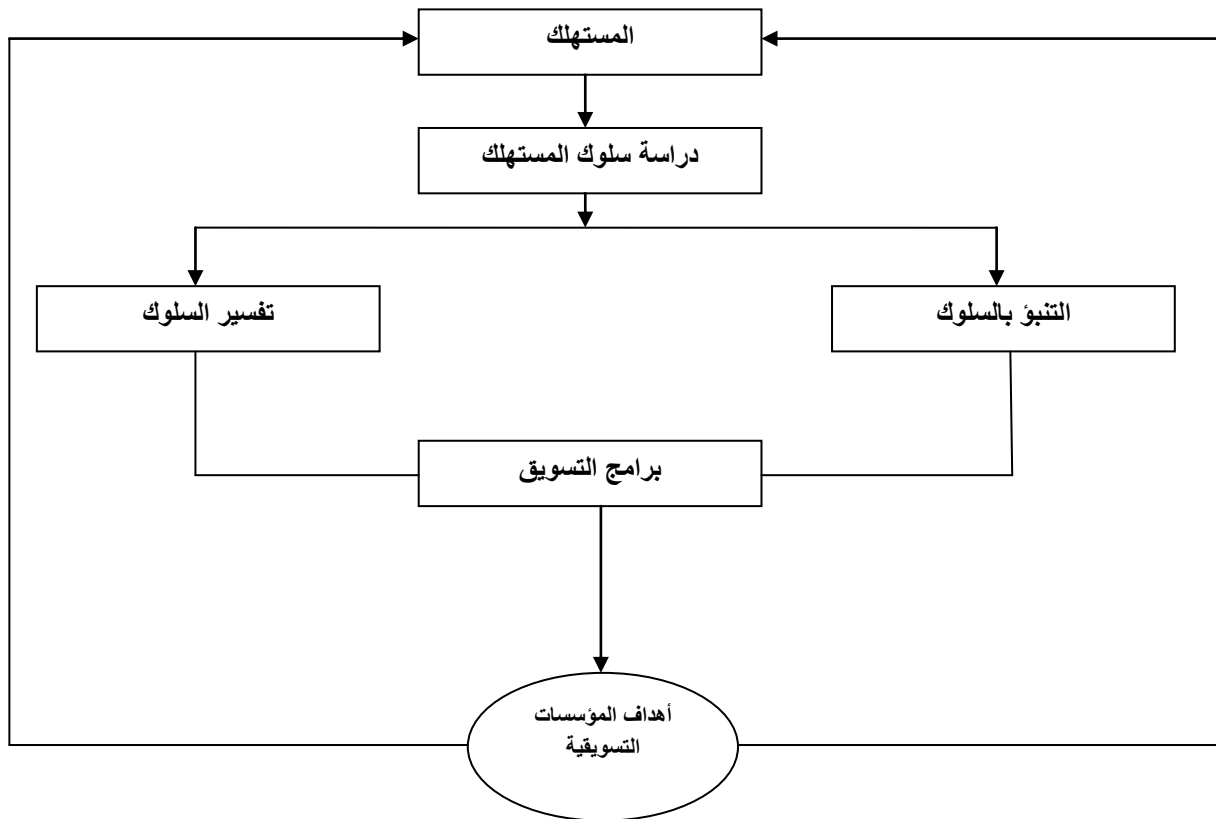 المستهلك
دراسة سلوك المستهلك
التنبؤ بالسلوك
تفسير السلوك
برامج التسويق
أهداف المؤسسات
التسويقية